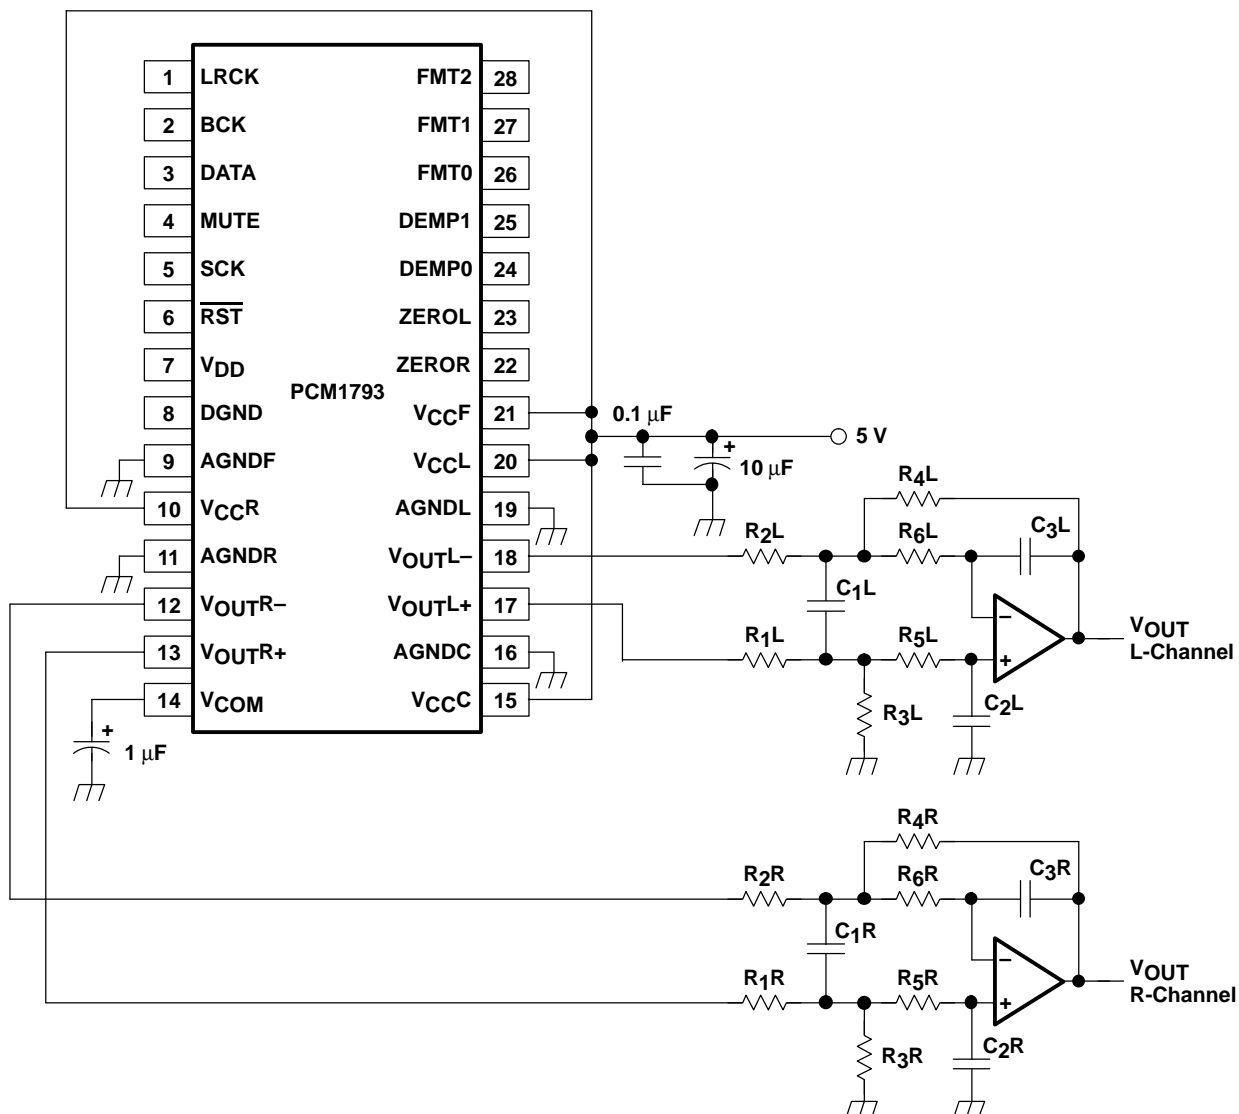 1 LRCK FMT2 28
2 BCK FMT1 27
3 DATA FMT0 26
4 MUTE DEMP1 25
5 SCK DEMP0 24
6 RST ZEROL 23
7 VDD ZEROR 22
PCM1793
8 DGND VCCF 21
0.1 μF
5 V
9 AGNDF VCCL 20
10 μF
10 VCCR AGNDL 19
11 AGNDR VOUTL– 18
12 VOUTR– VOUTL+ 17
13 VOUTR+ AGNDC 16
14 VCOM VCCC 15
+
1 μF
+
R4L
R2L
R6L
C3L
C1L
–
R1L
R5L
+
VOUT
L-Channel
R3L
C2L
R4R
R2R
R6R
C3R
C1R
–
R1R
R5R
+
VOUT
R-Channel
R3R
C2R